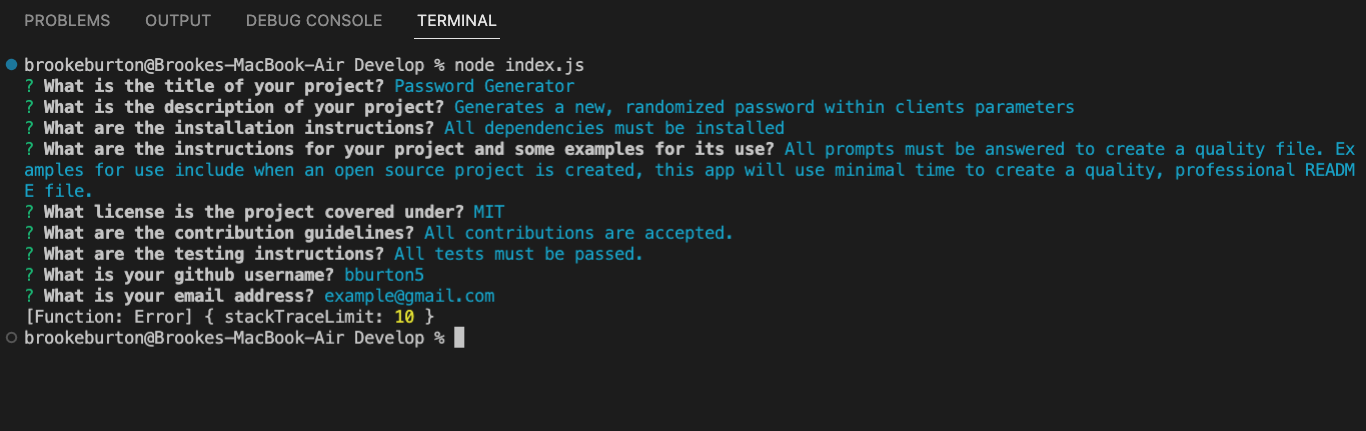 PROBLEMS OUTPUT DEBUG CONSOLE TERMINAL
brookeburton@Brookes-MacBook-Air Develop % node index.js
? What is the title of your project? Password Generator
? What is the description of your project? Generates a new, randomized password within clients parameters
? What are the installation instructions? All dependencies must be installed
? What are the instructions for your project and some examples for its use? All prompts must be answered to create a quality file. Ex
amples for use include when an open source project is created, this app will use minimal time to create a quality, professional READM
E file.
? What license is the project covered under? MIT
? What are the contribution guidelines? All contributions are accepted.
? What are the testing instructions? All tests must be passed.
? What is your github username? bburton5
? What is your email address? example@gmail.com
[Function: Error] { stackTraceLimit: 10 }
brookeburton@Brookes-MacBook-Air Develop %